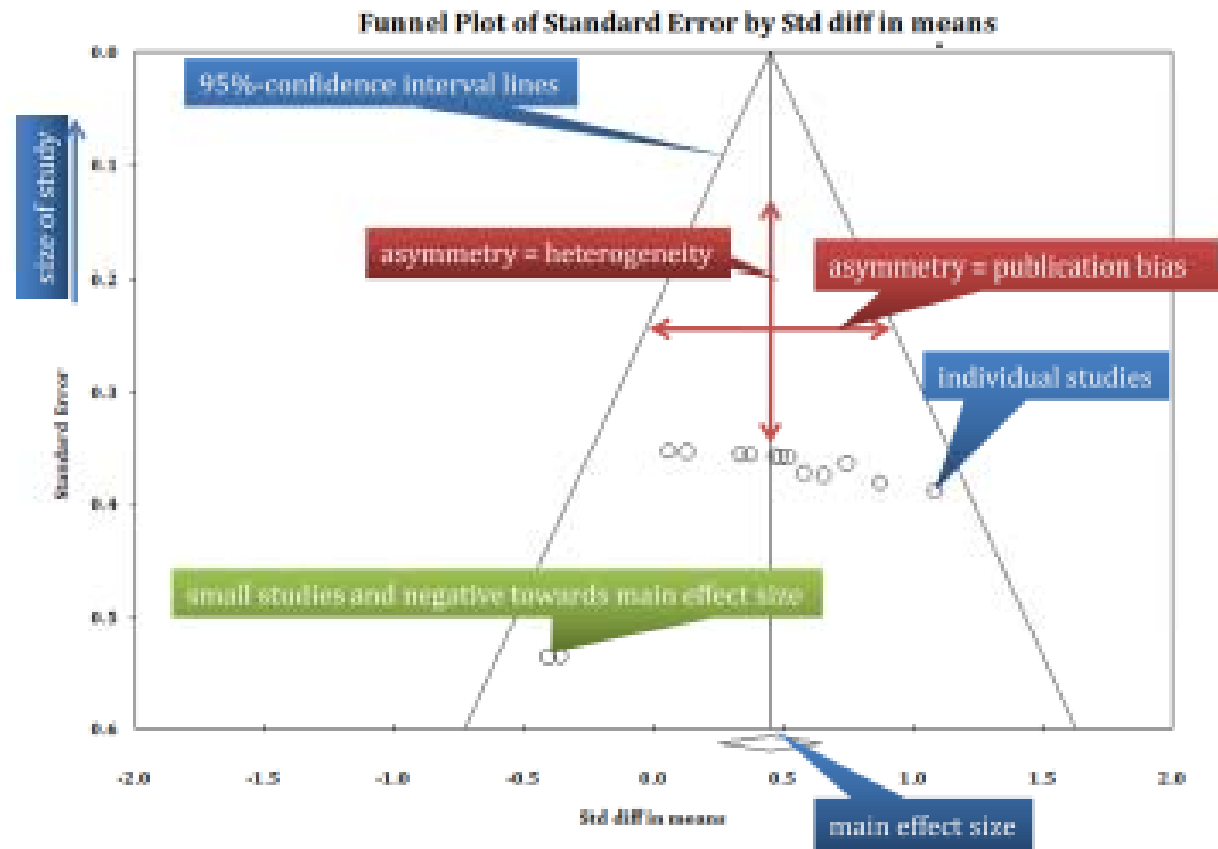 Funnel Plot of Standard Error by Std diff in means
0.0
95%-confidence interval lines
size of study
0.1
asymmetry = heterogeneity
asymmetry = publication bias
0.2
Standard Error
0.3
individual studies
0.4
small studies and negative towards main effect size
0.5
0.6
-2.0 -1.5 -1.0 -0.5 0.0 0.5 1.0 1.5 2.0
Std diff in means
main effect size